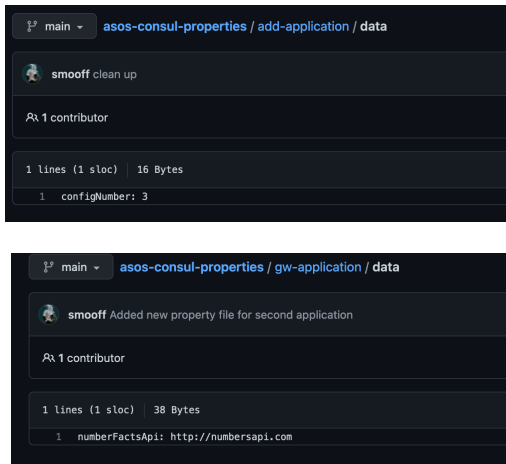 main
asos-consul-properties / add-application / data
smooff clean up
1 contributor
1 lines (1 sloc) 16 Bytes
1 configNumber: 3
main
asos-consul-properties / gw-application / data
smooff Added new property file for second application
1 contributor
1 lines (1 sloc) 38 Bytes
1 numberFactsApi: http://numbersapi.com